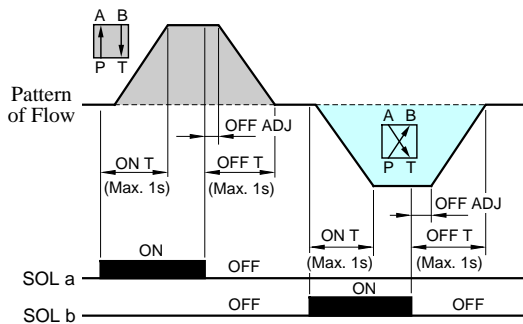 A B
P T
Pattern
of Flow
A B
P T
OFF ADJ
ON T
OFF T
(Max. 1s)
(Max. 1s)
OFF ADJ
ON T
OFF T
(Max. 1s)
(Max. 1s)
ON
OFF
SOL a
ON
SOL b
OFF
OFF